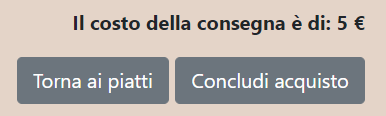 Il costo della consegna è di: 5 €
Torna ai piatti Concludi acquisto